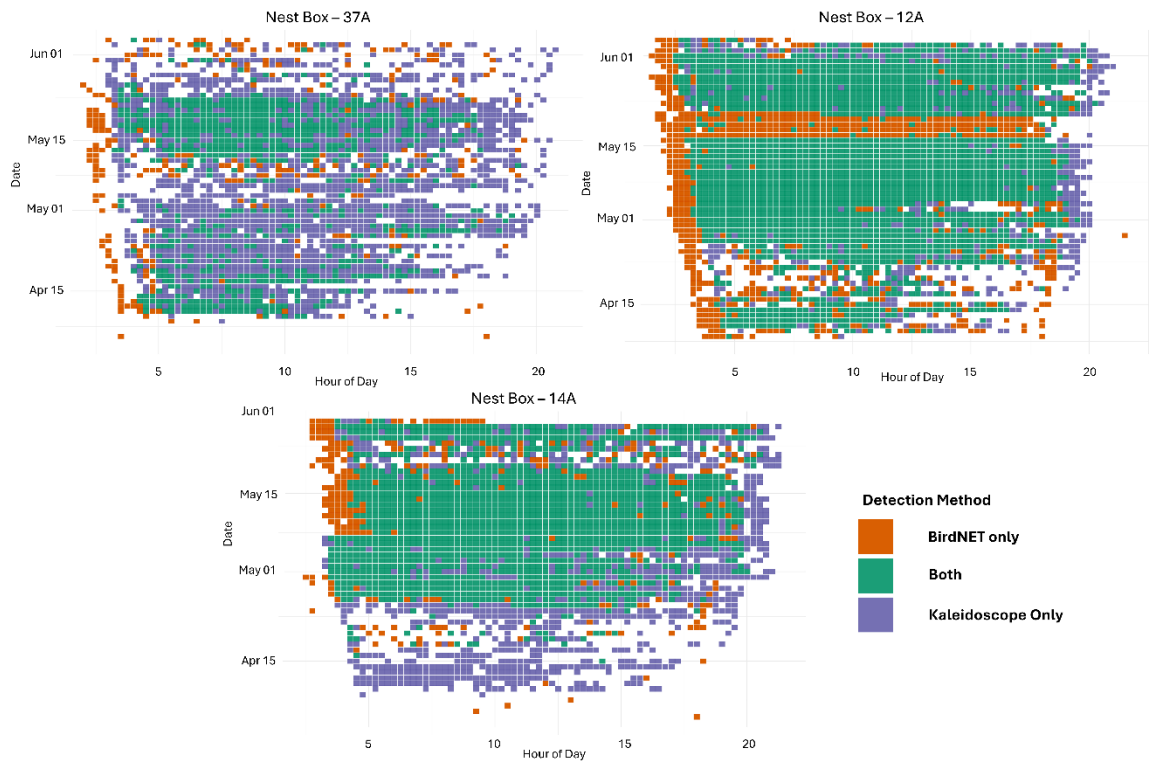 Nest Box – 37A
Jun 01
May 15
May 01
Apr 15
Date
5 10 15 20
Hour of Day
Nest Box – 12A
Jun 01
May 15
May 01
Apr 15
Date
5 10 15 20
Hour of Day
Nest Box – 14A
Jun 01
May 15
May 01
Apr 15
Date
5 10 15 20
Hour of Day
Detection Method
BirdNET only
Both
Kaleidoscope Only